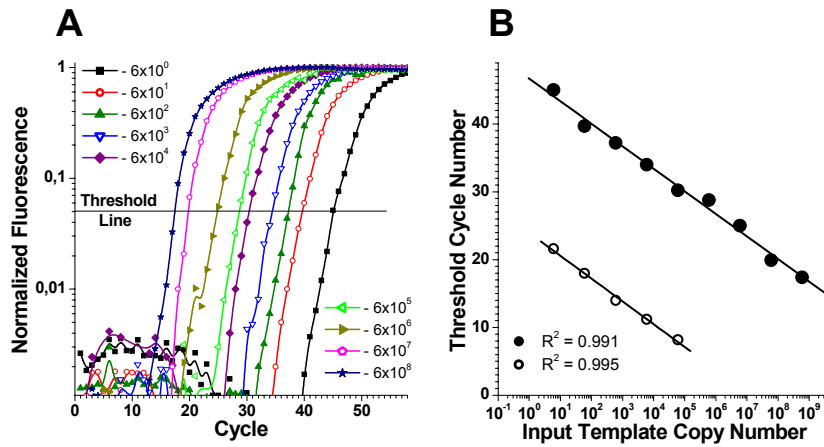 A
B
- 6x10⁰
- 6x10¹
- 6x10²
- 6x10³
- 6x10⁴
Threshold
Line
- 6x10⁵
- 6x10⁶
- 6x10⁷
- 6x10⁸
Normalized Fluorescence
1
0,1
0,01
0 10 20 30 40 50
Cycle
Threshold Cycle Number
40
30
20
10
0
R² = 0.991
R² = 0.995
10⁻¹ 10⁰ 10¹ 10² 10³ 10⁴ 10⁵ 10⁶ 10⁷ 10⁸ 10⁹
Input Template Copy Number